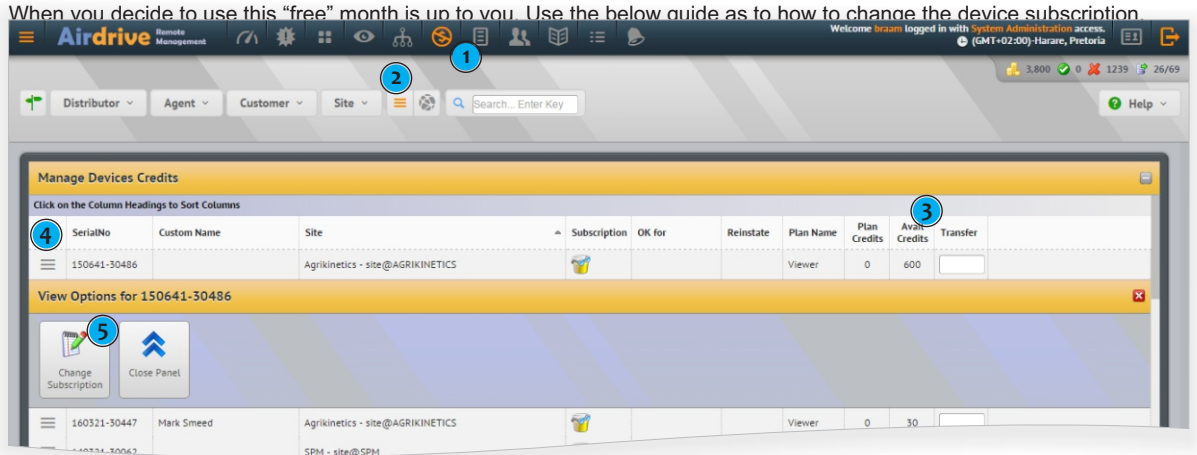 When you decide to use this “free” month is up to you. Use the below guide as to how to change the device subscription.
Airdrive Remote Management
Welcome braam logged in with System Administration access.
(GMT+02:00)-Harare, Pretoria
1
2
3,800 0 1239 26/69
Distributor Agent Customer Site Search... Enter Key Help
Manage Devices Credits
Click on the Column Headings to Sort Columns
3
4
SerialNo Custom Name Site Subscription OK for Reinstate Plan Name Plan Credits Avail Credits Transfer
150641-30486 Agrikinetics - site@AGRIKINETICS Viewer 0 600
View Options for 150641-30486
5
Change Subscription
Close Panel
160321-30447 Mark Smeed Agrikinetics - site@AGRIKINETICS Viewer 0 30
SPM - site@SPM